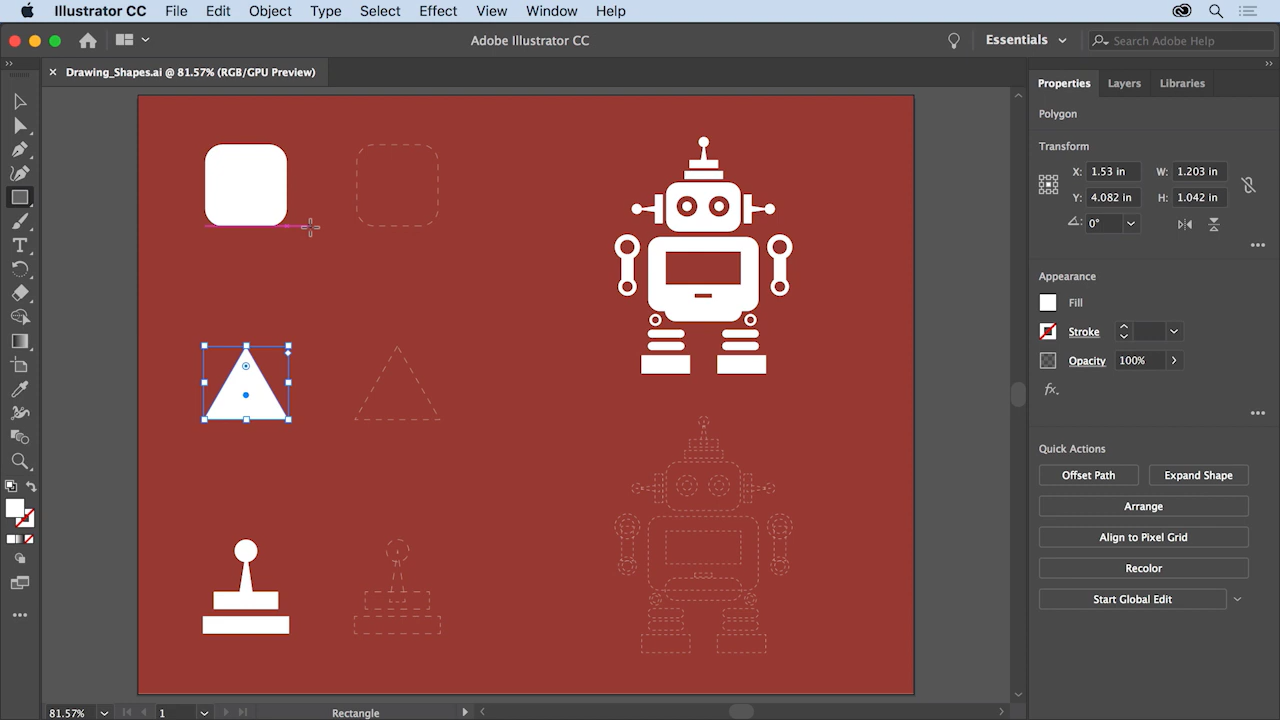 Illustrator CC File Edit Object Type Select Effect View Window Help
Adobe Illustrator CC
Essentials
Search Adobe Help
× Drawing_Shapes.ai @ 81.57% (RGB/GPU Preview)
Properties Layers Libraries
Polygon
Transform
X: 1.53 in W: 1.203 in
Y: 4.082 in H: 1.042 in
0°
Appearance
Fill
Stroke
Opacity 100%
fx.
Quick Actions
Offset Path Expand Shape
Arrange
Align to Pixel Grid
Recolor
Start Global Edit
81.57% 1 Rectangle